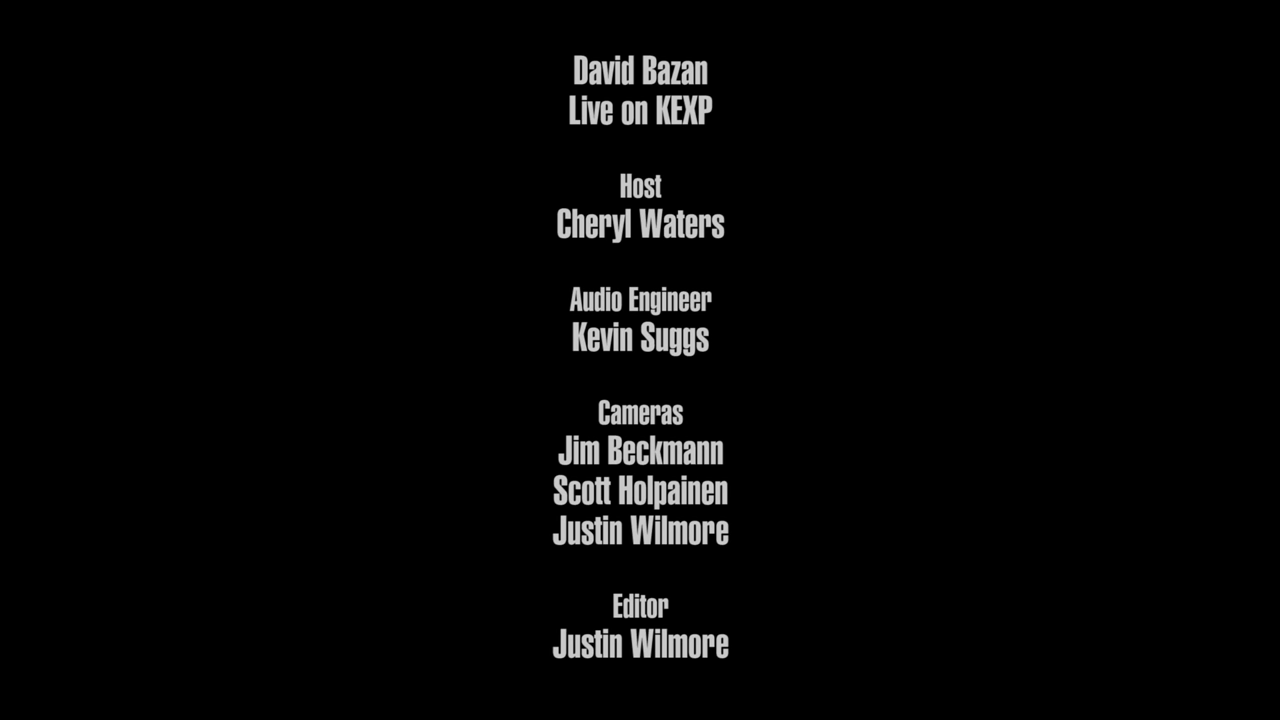 David Bazan
Live on KEXP
Host
Cheryl Waters
Audio Engineer
Kevin Suggs
Cameras
Jim Beckmann
Scott Holpainen
Justin Wilmore
Editor
Justin Wilmore